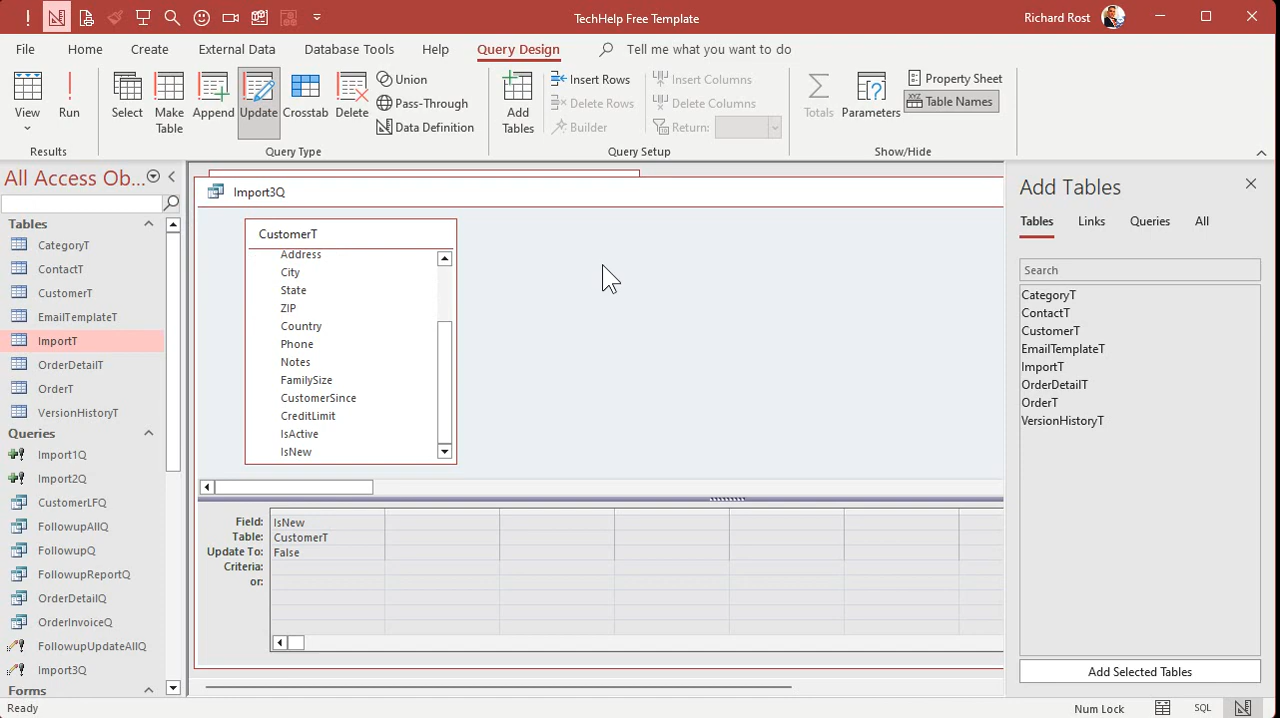 TechHelp Free Template
Richard Rost
File
Home
Create
External Data
Database Tools
Help
Query Design
Tell me what you want to do
View
Run
Results
Select
Make Table
Append
Update
Crosstab
Delete
Union
Pass-Through
Data Definition
Query Type
Add Tables
Insert Rows
Delete Rows
Builder
Insert Columns
Delete Columns
Return:
Query Setup
Totals
Parameters
Property Sheet
XYZ
Table Names
Show/Hide
All Access Ob...
Tables
CategoryT
ContactT
CustomerT
EmailTemplateT
ImportT
OrderDetailT
OrderT
VersionHistoryT
Queries
Import1Q
Import2Q
CustomerLFQ
FollowupAllQ
FollowupQ
FollowupReportQ
OrderDetailQ
OrderInvoiceQ
FollowupUpdateAllQ
Import3Q
Forms
Import3Q
CustomerT
Address
City
State
ZIP
Country
Phone
Notes
FamilySize
CustomerSince
CreditLimit
IsActive
IsNew
Field: IsNew
Table: CustomerT
Update To: False
Criteria:
or:
Add Tables
Tables
Links
Queries
All
Search
CategoryT
ContactT
CustomerT
EmailTemplateT
ImportT
OrderDetailT
OrderT
VersionHistoryT
Add Selected Tables
Ready
Num Lock
SQL